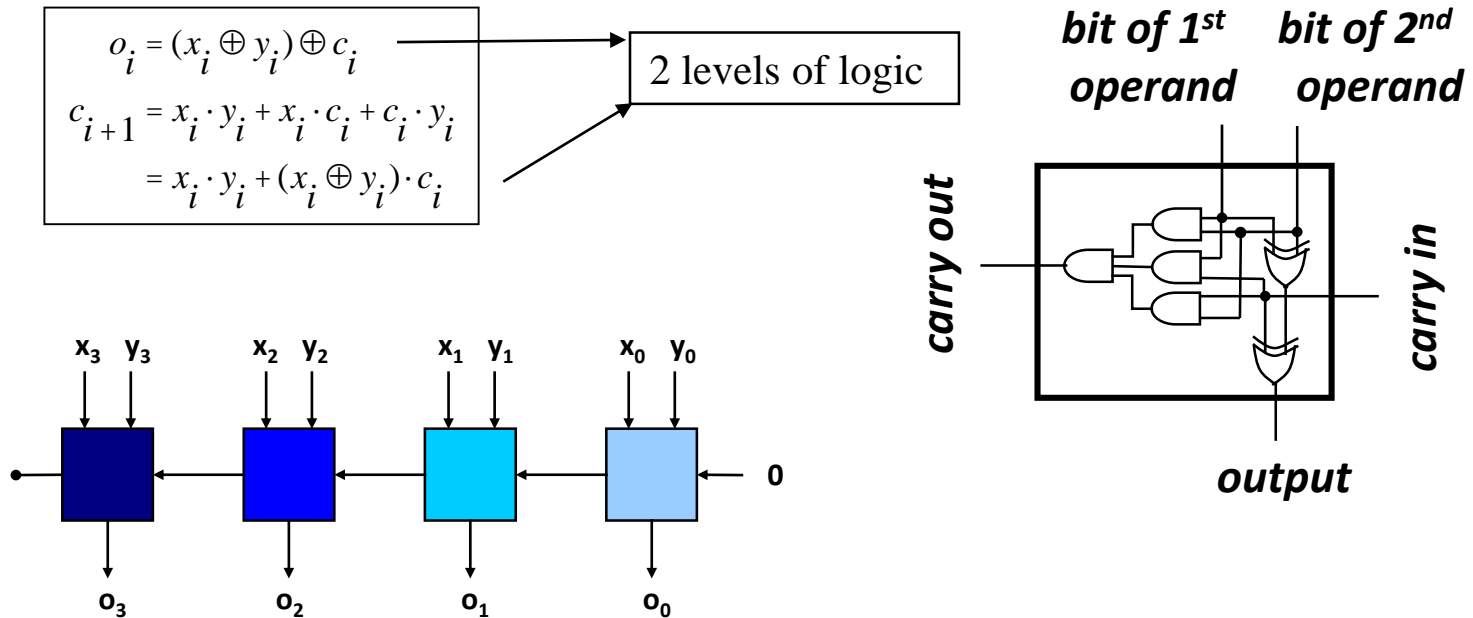 oᵢ = (xᵢ ⊕ yᵢ) ⊕ cᵢ
cᵢ₊₁ = xᵢ · yᵢ + xᵢ · cᵢ + cᵢ · yᵢ
= xᵢ · yᵢ + (xᵢ ⊕ yᵢ) · cᵢ
2 levels of logic
bit of 1ˢᵗ
operand
bit of 2ⁿᵈ
operand
carry out
carry in
output
x₃ y₃ x₂ y₂ x₁ y₁ x₀ y₀
0
o₃ o₂ o₁ o₀